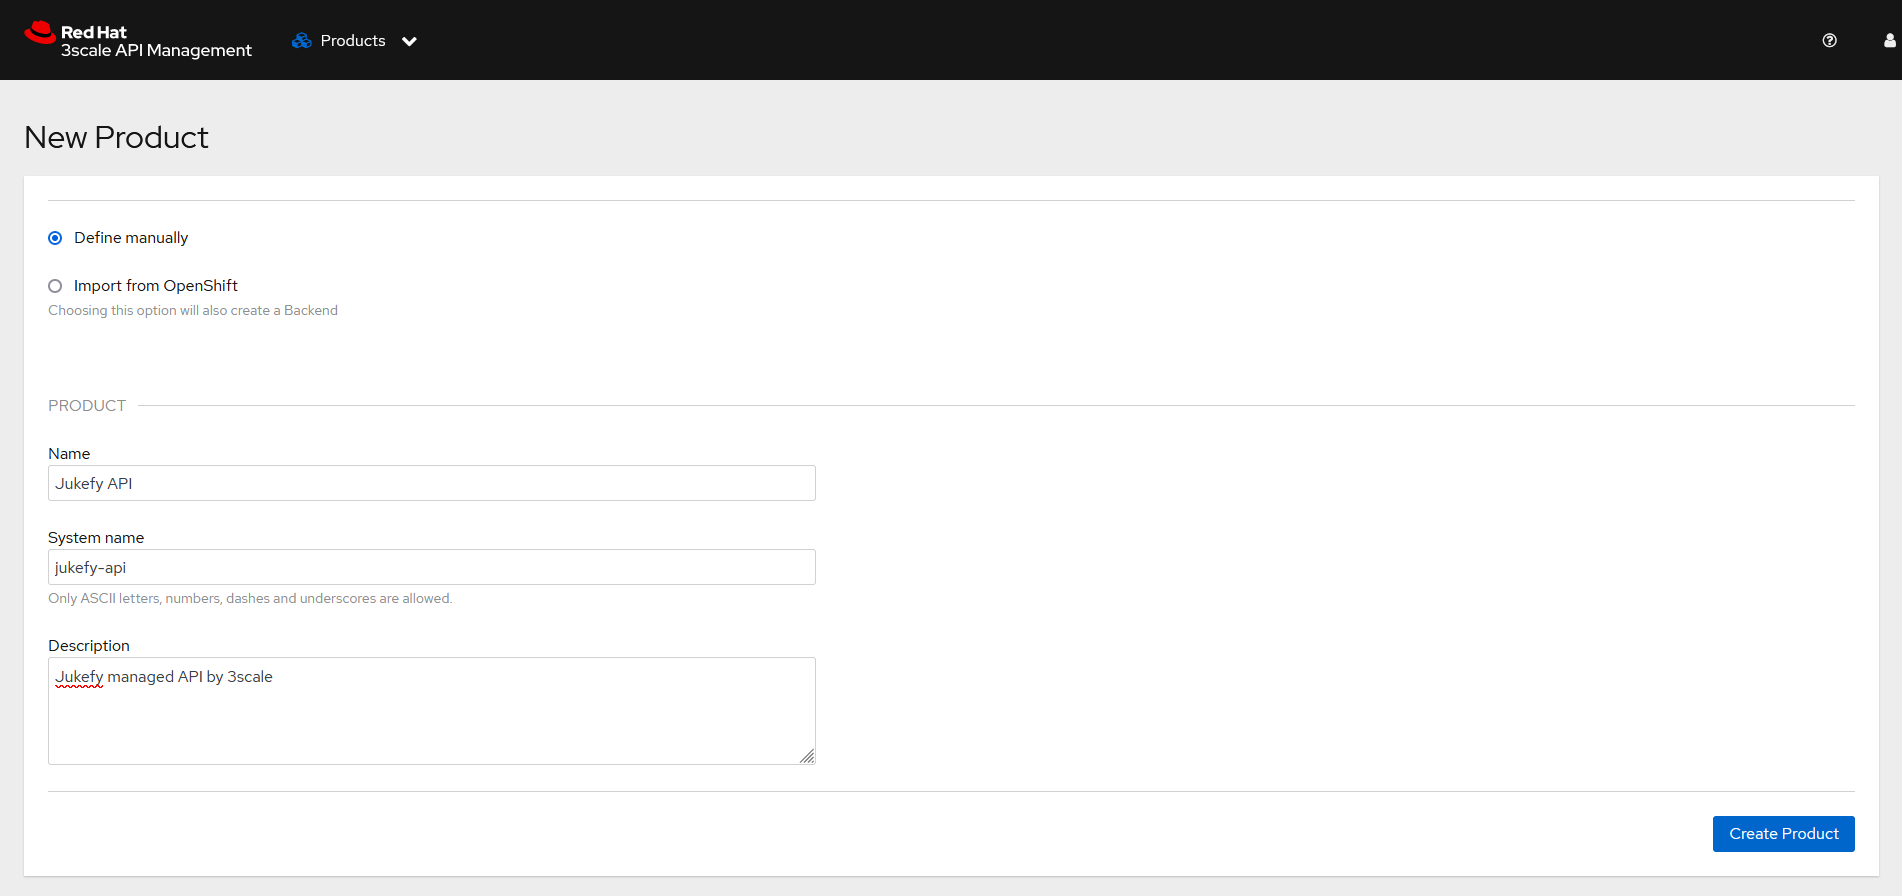 Red Hat
3scale API Management
Products
New Product
Define manually
Import from OpenShift
Choosing this option will also create a Backend
PRODUCT
Name
Jukefy API
System name
jukefy-api
Only ASCII letters, numbers, dashes and underscores are allowed.
Description
Jukefy managed API by 3scale
Create Product